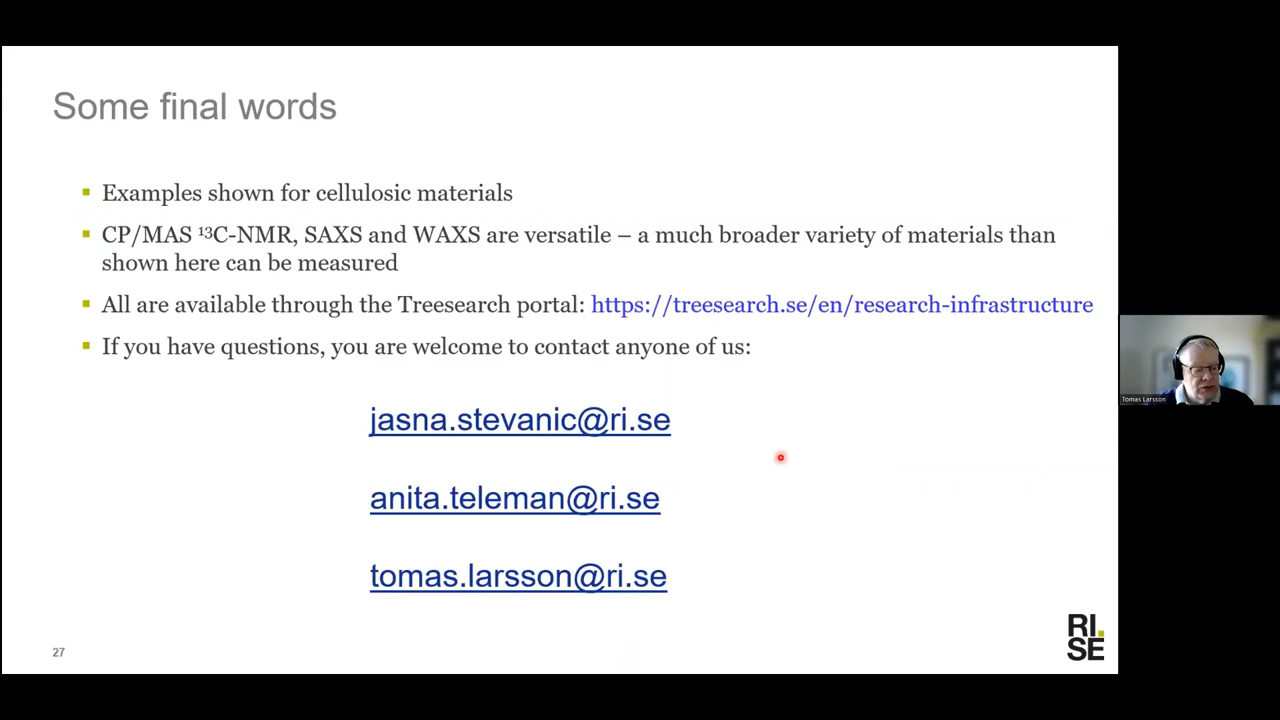 Some final words
Examples shown for cellulosic materials
CP/MAS ¹³C-NMR, SAXS and WAXS are versatile – a much broader variety of materials than
shown here can be measured
All are available through the Treesearch portal: https://treesearch.se/en/research-infrastructure
If you have questions, you are welcome to contact anyone of us:
jasna.stevanic@ri.se
anita.teleman@ri.se
tomas.larsson@ri.se
Tomas Larsson
27
RI.
SE